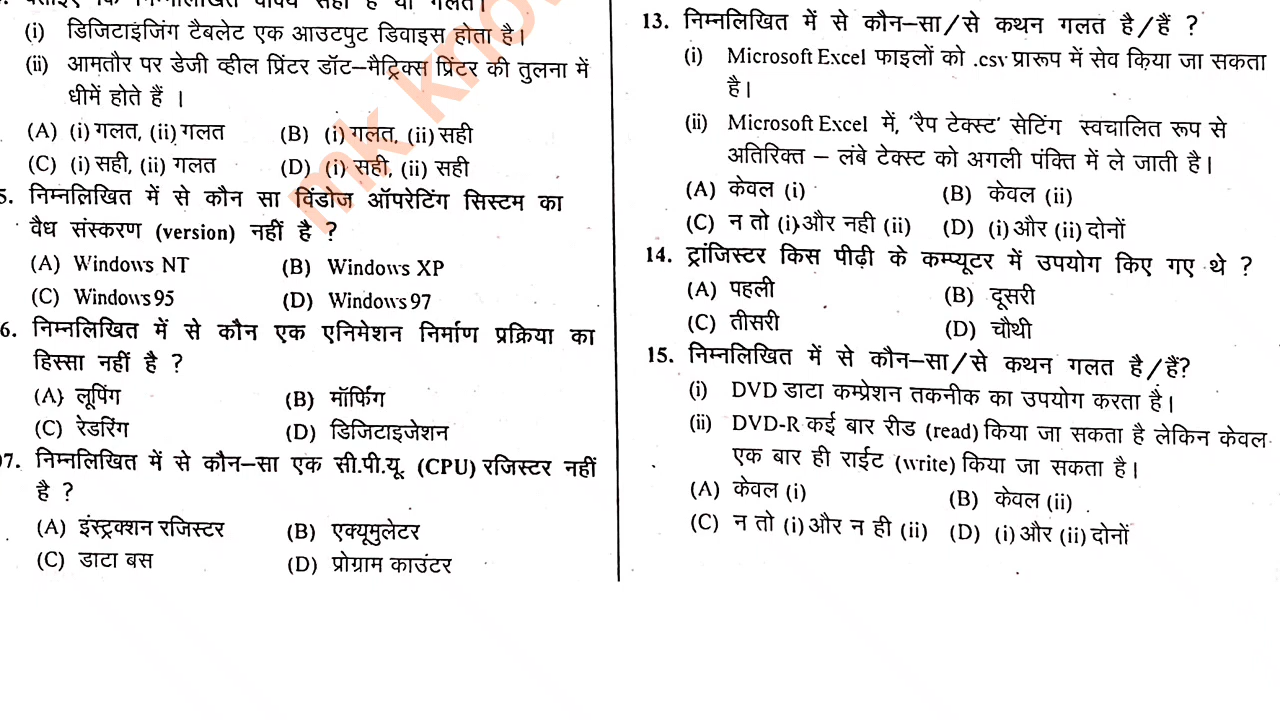 (i) डिजिटाइजिंग टैबलेट एक आउटपुट डिवाइस होता है।
(ii) आमतौर पर डेजी व्हील प्रिंटर डॉट–मैट्रिक्स प्रिंटर की तुलना में
धीमें होते हैं ।
(A) (i) गलत, (ii) गलत (B) (i) गलत, (ii) सही
(C) (i) सही, (ii) गलत (D) (i) सही, (ii) सही
5. निम्नलिखित में से कौन सा विंडोज ऑपरेटिंग सिस्टम का
वैध संस्करण (version) नहीं है ?
(A) Windows NT (B) Windows XP
(C) Windows 95 (D) Windows 97
6. निम्नलिखित में से कौन एक एनिमेशन निर्माण प्रक्रिया का
हिस्सा नहीं है ?
(A) लूपिंग (B) मॉर्फिंग
(C) रेडरिंग (D) डिजिटाइजेशन
07. निम्नलिखित में से कौन–सा एक सी.पी.यू. (CPU) रजिस्टर नहीं
है ?
(A) इंस्ट्रक्शन रजिस्टर (B) एक्यूमुलेटर
(C) डाटा बस (D) प्रोग्राम काउंटर
13. निम्नलिखित में से कौन–सा/से कथन गलत है/हैं ?
(i) Microsoft Excel फाइलों को .csv प्रारूप में सेव किया जा सकता
है।
(ii) Microsoft Excel में, ‘रैप टेक्स्ट’ सेटिंग स्वचालित रूप से
अतिरिक्त – लंबे टेक्स्ट को अगली पंक्ति में ले जाती है।
(A) केवल (i) (B) केवल (ii)
(C) न तो (i) और नही (ii) (D) (i) और (ii) दोनों
14. ट्रांजिस्टर किस पीढ़ी के कम्प्यूटर में उपयोग किए गए थे ?
(A) पहली (B) दूसरी
(C) तीसरी (D) चौथी
15. निम्नलिखित में से कौन–सा/से कथन गलत है/हैं?
(i) DVD डाटा कम्प्रेशन तकनीक का उपयोग करता है।
(ii) DVD-R कई बार रीड (read) किया जा सकता है लेकिन केवल
एक बार ही राईट (write) किया जा सकता है।
(A) केवल (i) (B) केवल (ii)
(C) न तो (i) और न ही (ii) (D) (i) और (ii) दोनों
mk kno